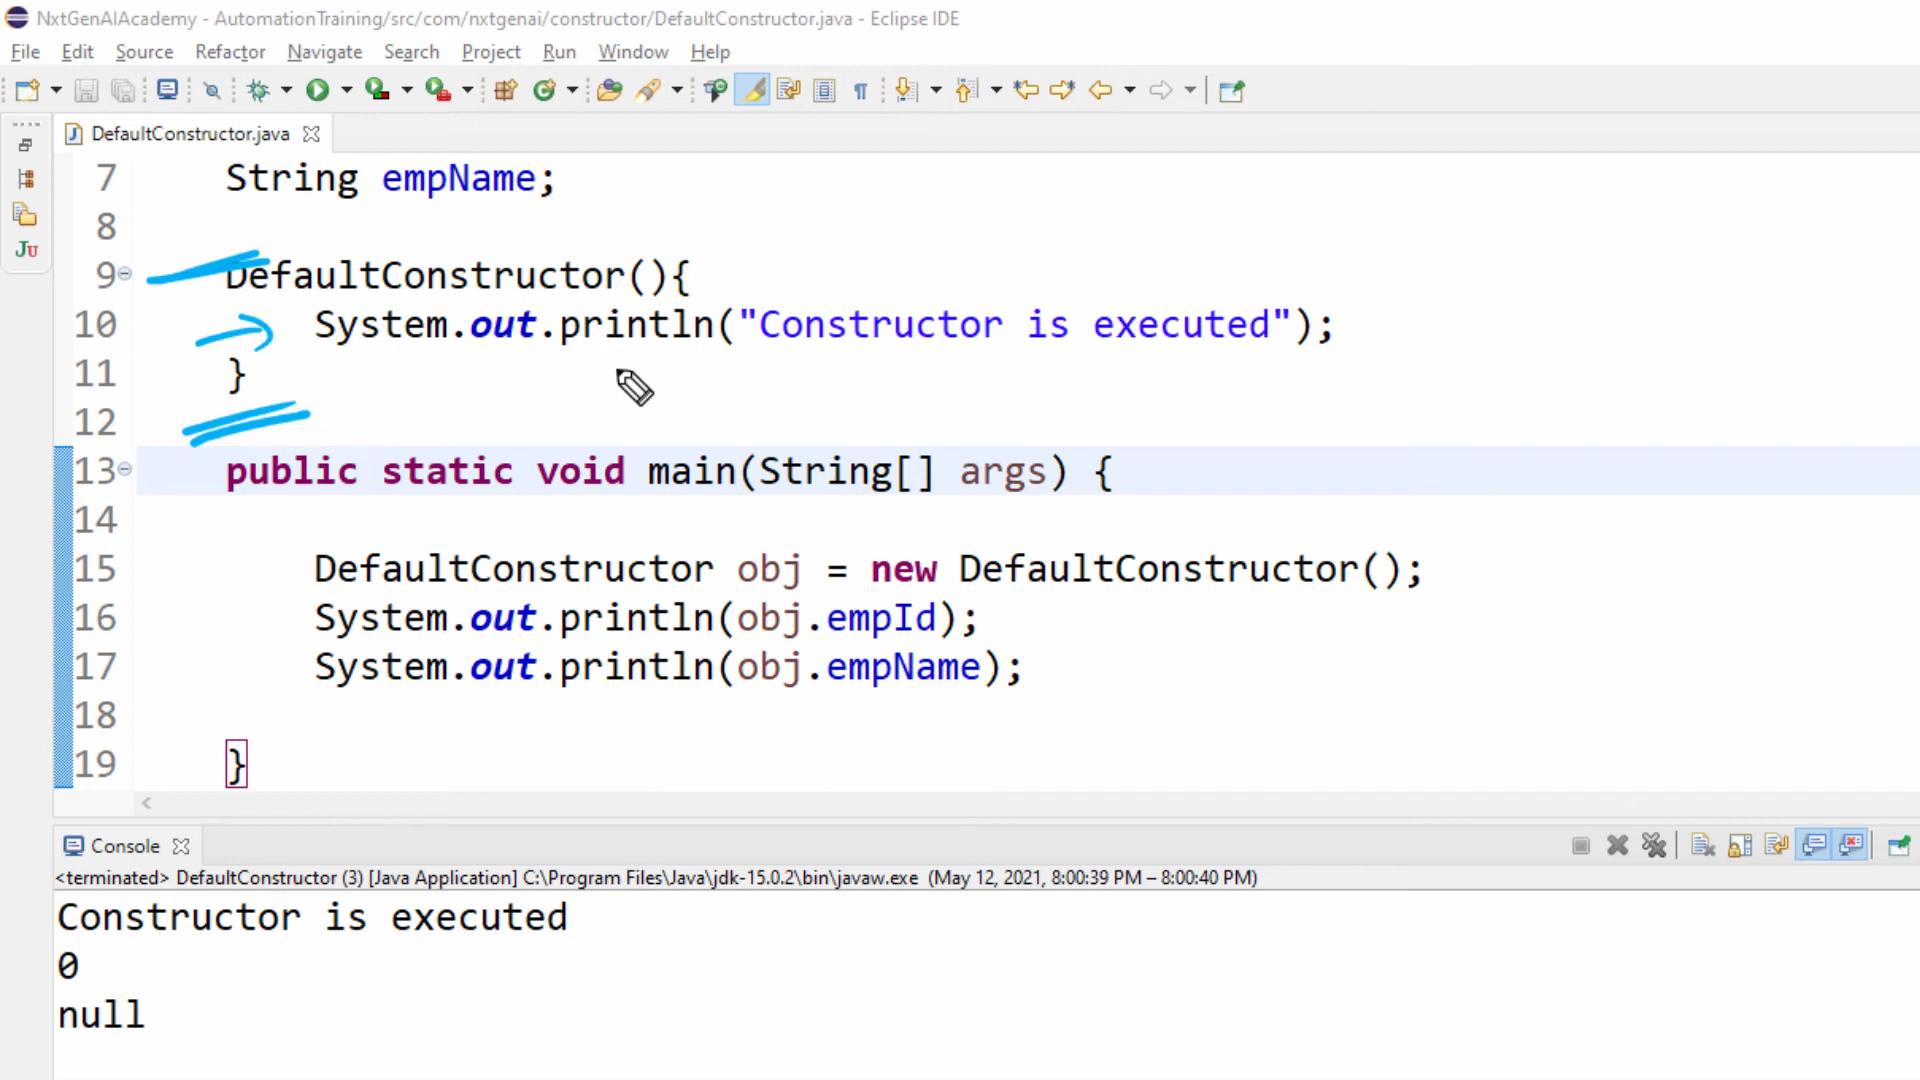 NxtGenAIAcademy - AutomationTraining/src/com/nxtgenai/constructor/DefaultConstructor.java - Eclipse IDE
File Edit Source Refactor Navigate Search Project Run Window Help
DefaultConstructor.java
7 String empName;
8
9 DefaultConstructor(){
10 System.out.println("Constructor is executed");
11 }
12
13 public static void main(String[] args) {
14
15 DefaultConstructor obj = new DefaultConstructor();
16 System.out.println(obj.empId);
17 System.out.println(obj.empName);
18
19 }
Console
<terminated> DefaultConstructor (3) [Java Application] C:\Program Files\Java\jdk-15.0.2\bin\javaw.exe (May 12, 2021, 8:00:39 PM – 8:00:40 PM)
Constructor is executed
0
null